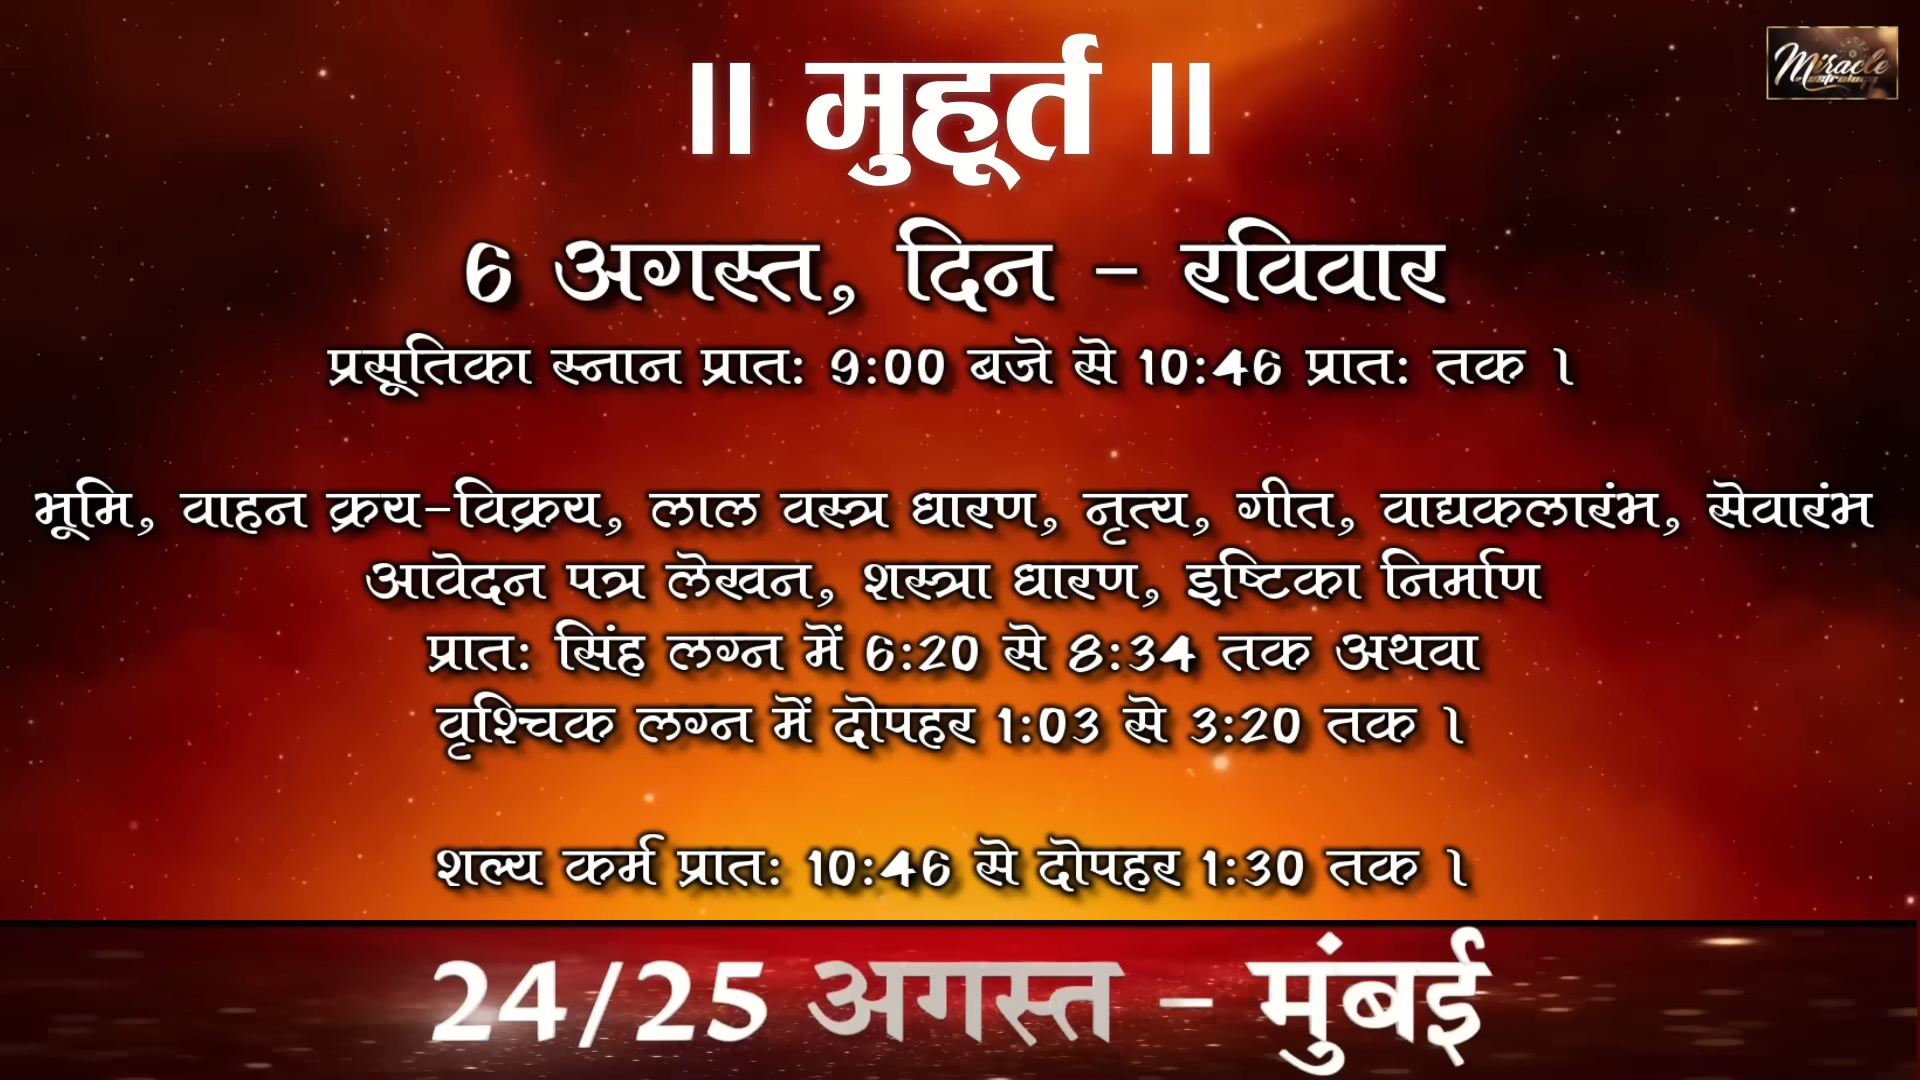 ॥ मुहूर्त ॥
Miracle
6 अगस्त, दिन - रविवार
प्रसूतिका स्नान प्रातः 9:00 बजे से 10:46 प्रातः तक ।
भूमि, वाहन क्रय-विक्रय, लाल वस्त्र धारण, नृत्य, गीत, वाद्यकलारंभ, सेवारंभ
आवेदन पत्र लेखन, शस्त्रा धारण, इष्टिका निर्माण
प्रातः सिंह लग्न में 6:20 से 8:34 तक अथवा
वृश्चिक लग्न में दोपहर 1:03 से 3:20 तक ।
शल्य कर्म प्रातः 10:46 से दोपहर 1:30 तक ।
24/25 अगस्त - मुंबई